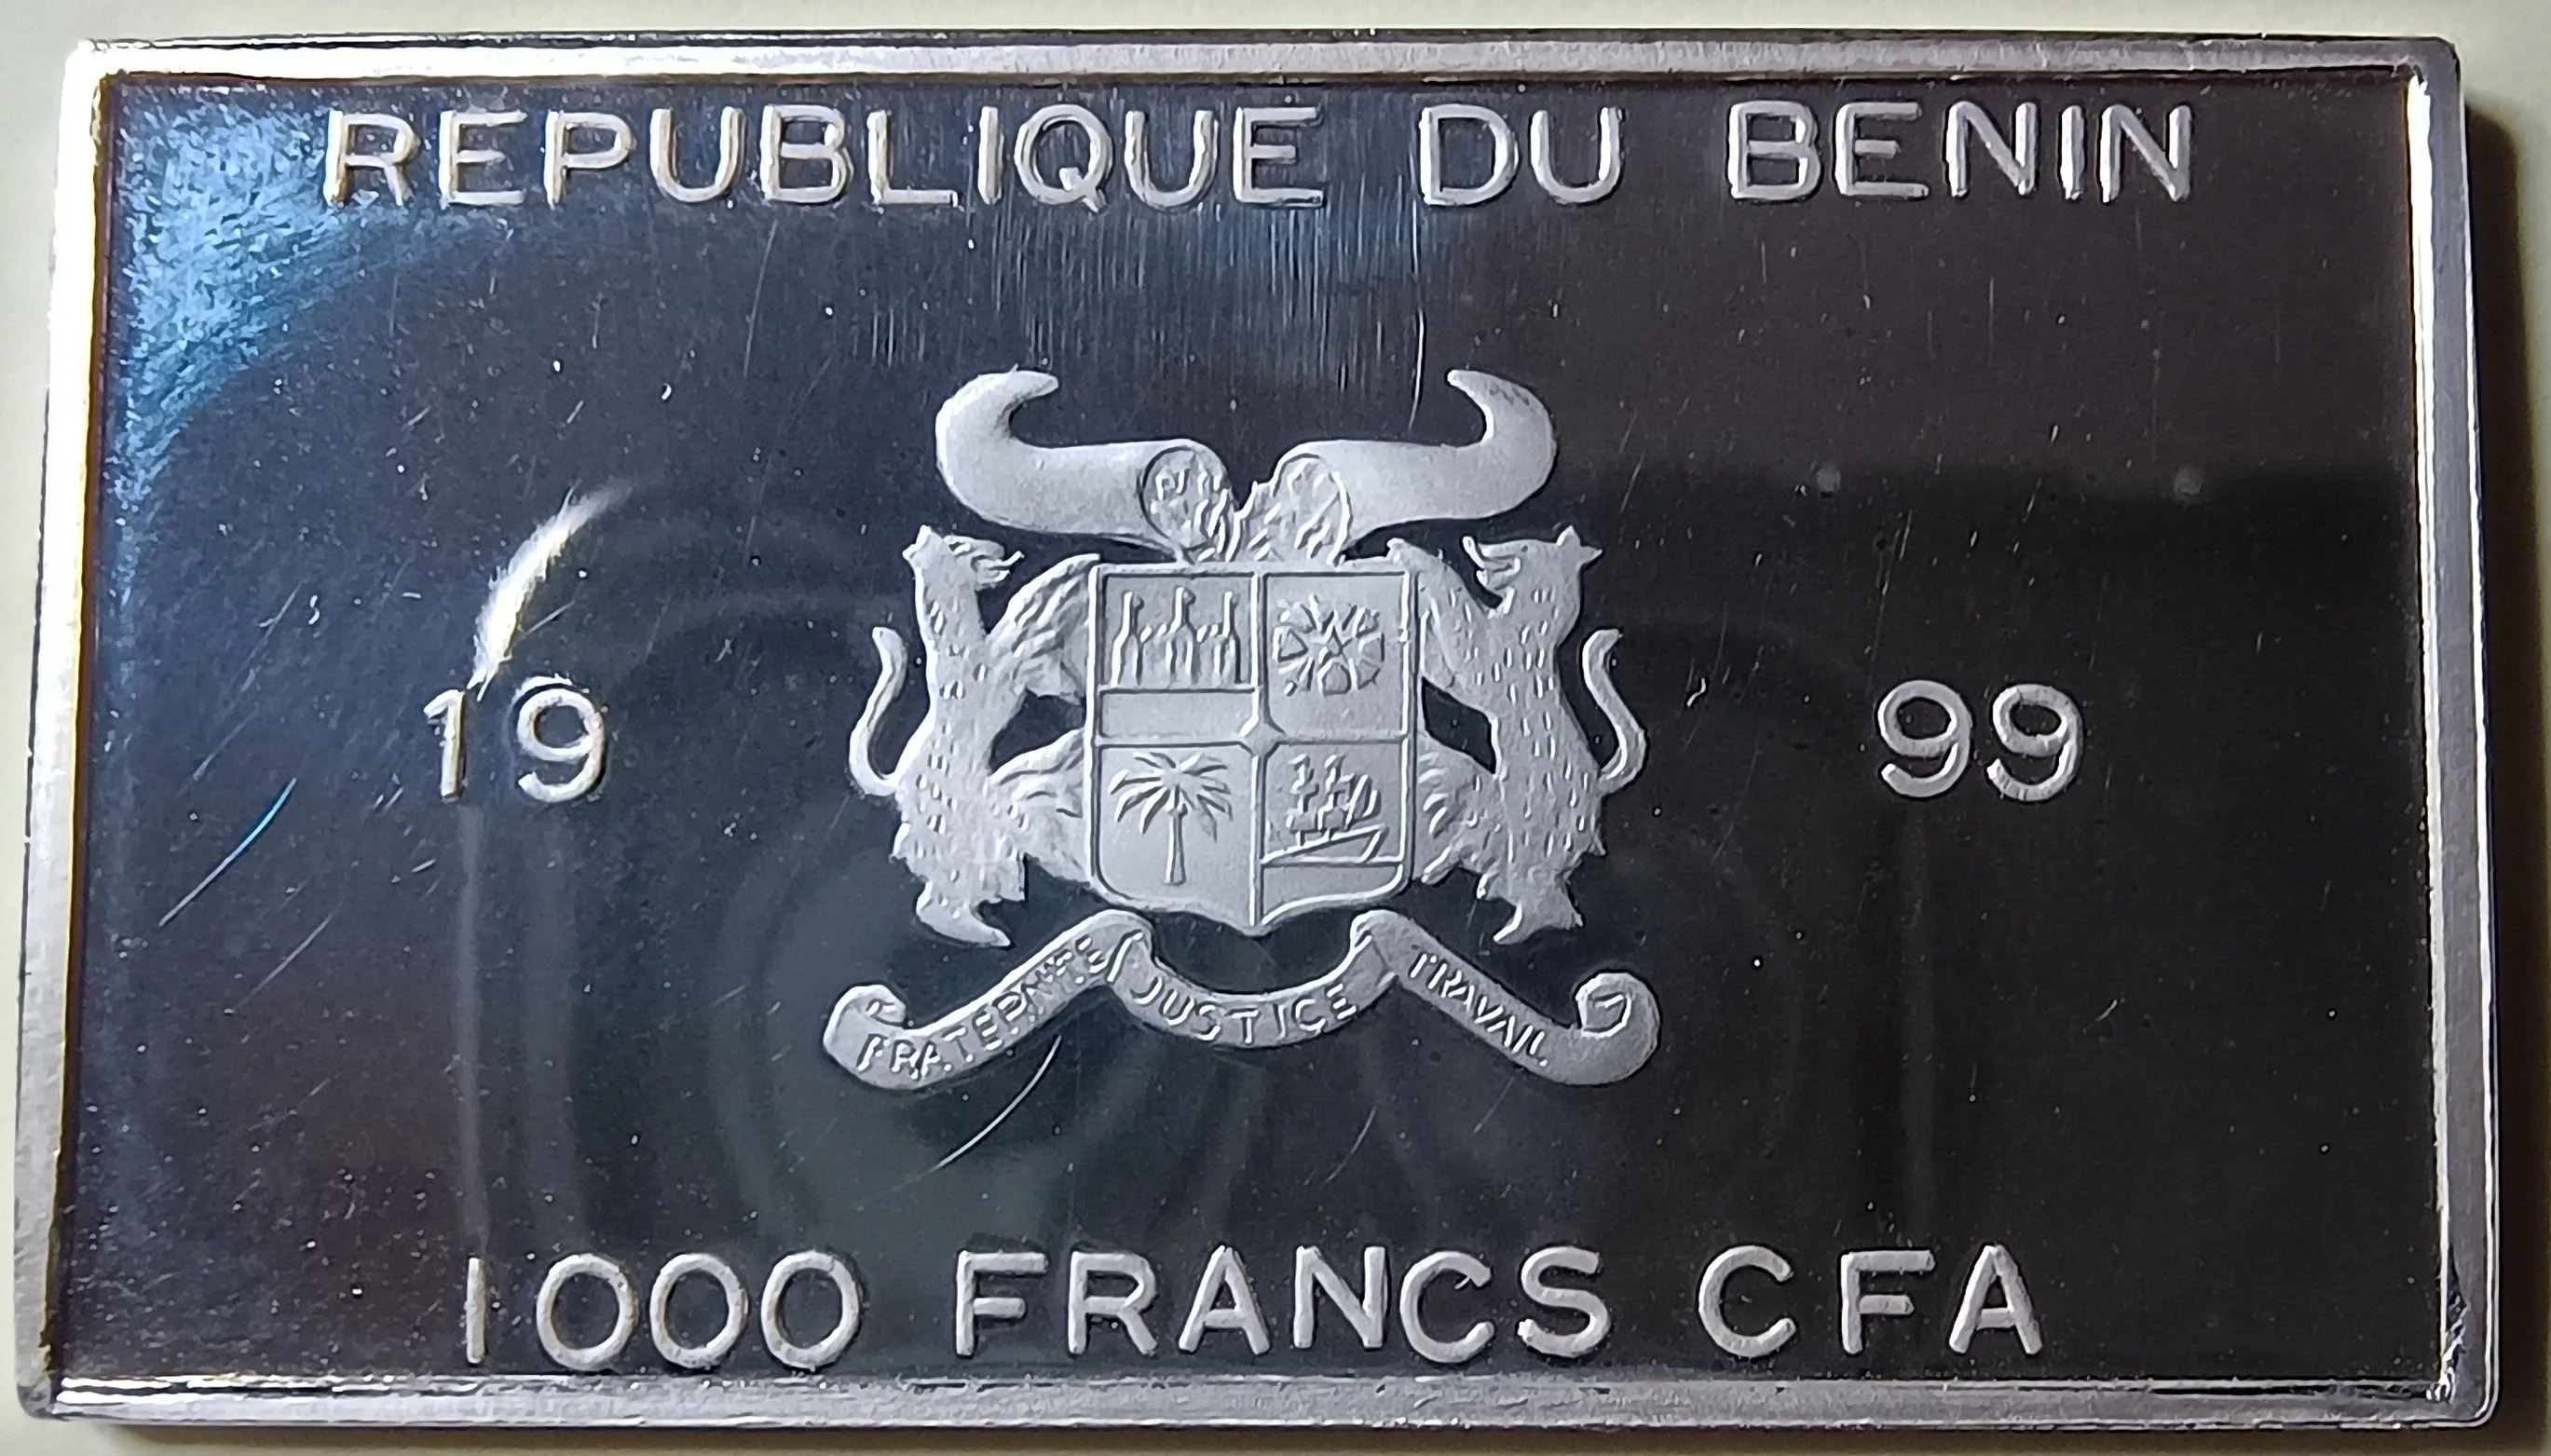 REPUBLIQUE DU BENIN
19 99
FRATERNITE JUSTICE TRAVAIL
1000 FRANCS CFA